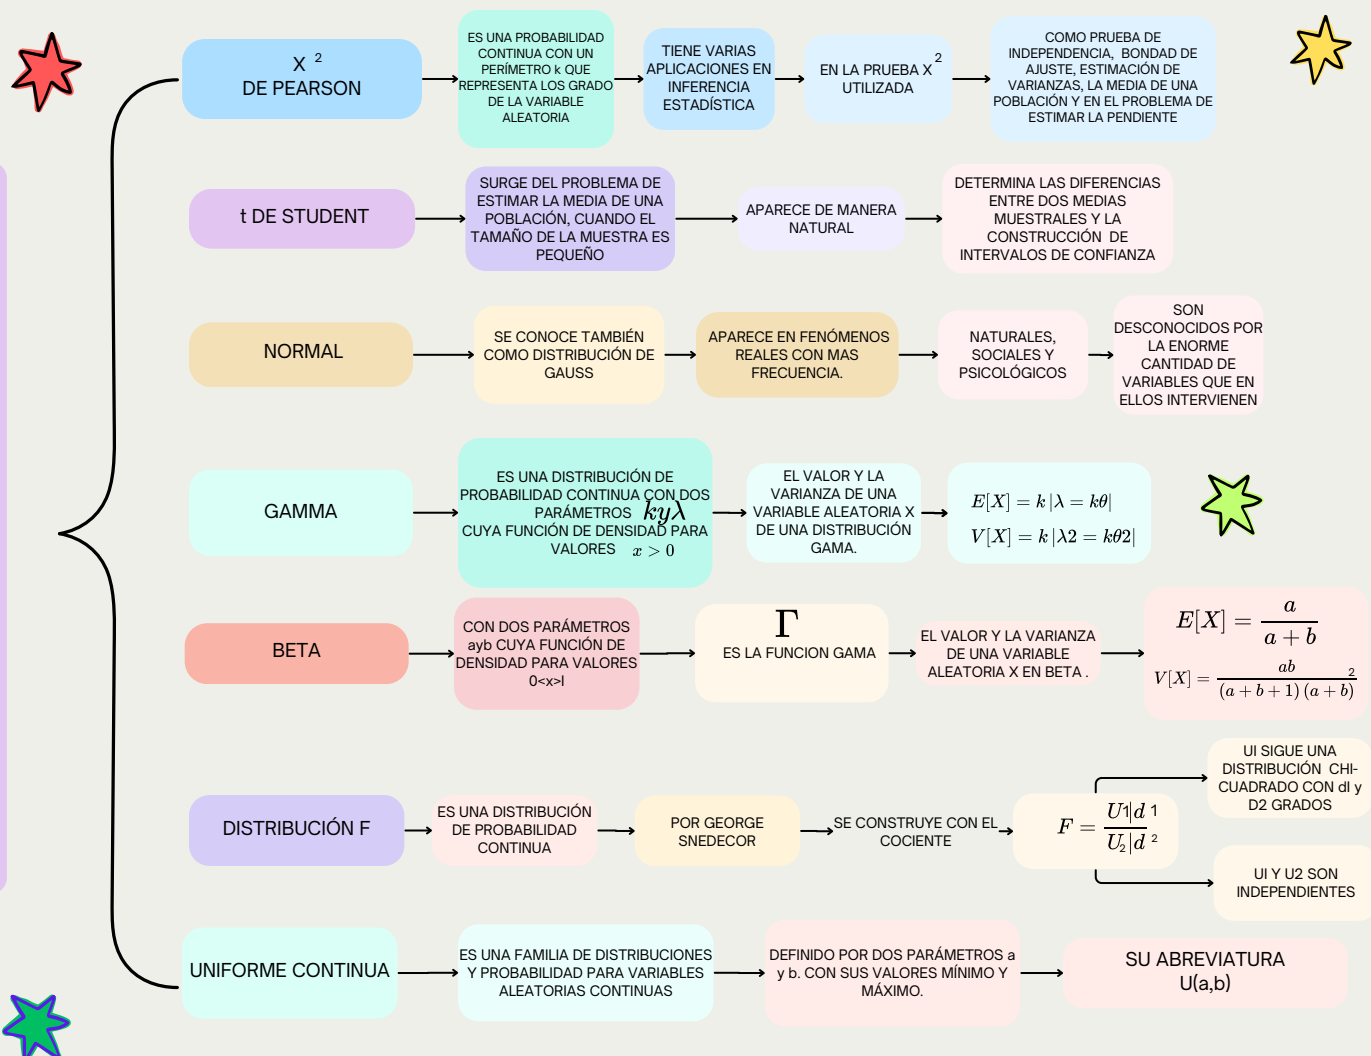 X 2
DE PEARSON
ES UNA PROBABILIDAD
CONTINUA CON UN
PERÍMETRO k QUE
REPRESENTA LOS GRADO
DE LA VARIABLE
ALEATORIA
TIENE VARIAS
APLICACIONES EN
INFERENCIA
ESTADÍSTICA
EN LA PRUEBA X 2
UTILIZADA
COMO PRUEBA DE
INDEPENDENCIA, BONDAD DE
AJUSTE, ESTIMACIÓN DE
VARIANZAS, LA MEDIA DE UNA
POBLACIÓN Y EN EL PROBLEMA DE
ESTIMAR LA PENDIENTE
t DE STUDENT
SURGE DEL PROBLEMA DE
ESTIMAR LA MEDIA DE UNA
POBLACIÓN, CUANDO EL
TAMAÑO DE LA MUESTRA ES
PEQUEÑO
APARECE DE MANERA
NATURAL
DETERMINA LAS DIFERENCIAS
ENTRE DOS MEDIAS
MUESTRALES Y LA
CONSTRUCCIÓN DE
INTERVALOS DE CONFIANZA
NORMAL
SE CONOCE TAMBIÉN
COMO DISTRIBUCIÓN DE
GAUSS
APARECE EN FENÓMENOS
REALES CON MAS
FRECUENCIA.
NATURALES,
SOCIALES Y
PSICOLÓGICOS
SON
DESCONOCIDOS POR
LA ENORME
CANTIDAD DE
VARIABLES QUE EN
ELLOS INTERVIENEN
GAMMA
ES UNA DISTRIBUCIÓN DE
PROBABILIDAD CONTINUA CON DOS
PARÁMETROS kyλ
CUYA FUNCIÓN DE DENSIDAD PARA
VALORES x > 0
EL VALOR Y LA
VARIANZA DE UNA
VARIABLE ALEATORIA X
DE UNA DISTRIBUCIÓN
GAMA.
E[X] = k |λ = kθ|
V[X] = k |λ2 = kθ2|
BETA
CON DOS PARÁMETROS
ayb CUYA FUNCIÓN DE
DENSIDAD PARA VALORES
0<x>I
Γ
ES LA FUNCION GAMA
EL VALOR Y LA VARIANZA
DE UNA VARIABLE
ALEATORIA X EN BETA .
E[X] = a / a + b
V[X] = ab / (a + b + 1) (a + b) 2
DISTRIBUCIÓN F
ES UNA DISTRIBUCIÓN
DE PROBABILIDAD
CONTINUA
POR GEORGE
SNEDECOR
SE CONSTRUYE CON EL
COCIENTE
F = U1|d 1 / U2|d 2
UI SIGUE UNA
DISTRIBUCIÓN CHI-
CUADRADO CON dI y
D2 GRADOS
UI Y U2 SON
INDEPENDIENTES
UNIFORME CONTINUA
ES UNA FAMILIA DE DISTRIBUCIONES
Y PROBABILIDAD PARA VARIABLES
ALEATORIAS CONTINUAS
DEFINIDO POR DOS PARÁMETROS a
y b. CON SUS VALORES MÍNIMO Y
MÁXIMO.
SU ABREVIATURA
U(a,b)